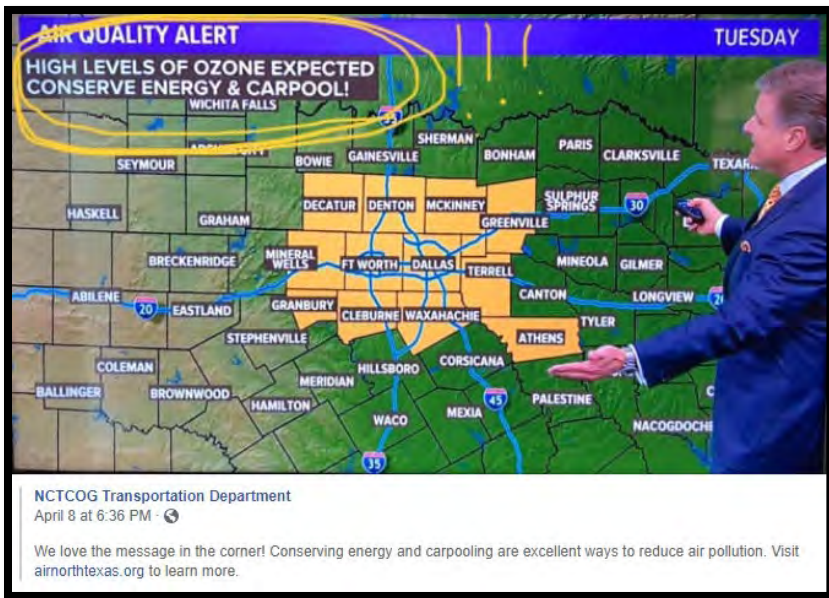 AIR QUALITY ALERT
TUESDAY
HIGH LEVELS OF OZONE EXPECTED
CONSERVE ENERGY & CARPOOL!
WICHITA FALLS
35
SHERMAN
PARIS
SEYMOUR
BOWIE
GAINESVILLE
BONHAM
CLARKSVILLE
DECATUR
DENTON
MCKINNEY
SULPHUR
SPRINGS
30
HASKELL
GRAHAM
GREENVILLE
BRECKENRIDGE
MINERAL
WELLS
FT WORTH
DALLAS
TERRELL
MINEOLA
GILMER
ABILENE
20
EASTLAND
GRANBURY
CLEBURNE
WAXAHACHIE
CANTON
LONGVIEW
TYLER
STEPHENVILLE
ATHENS
COLEMAN
HILLSBORO
CORSICANA
BALLINGER
BROWNWOOD
MERIDIAN
HAMILTON
45
PALESTINE
WACO
MEXIA
35
NCTCOG Transportation Department
April 8 at 6:36 PM ·
We love the message in the corner! Conserving energy and carpooling are excellent ways to reduce air pollution. Visit
airnorthtexas.org to learn more.